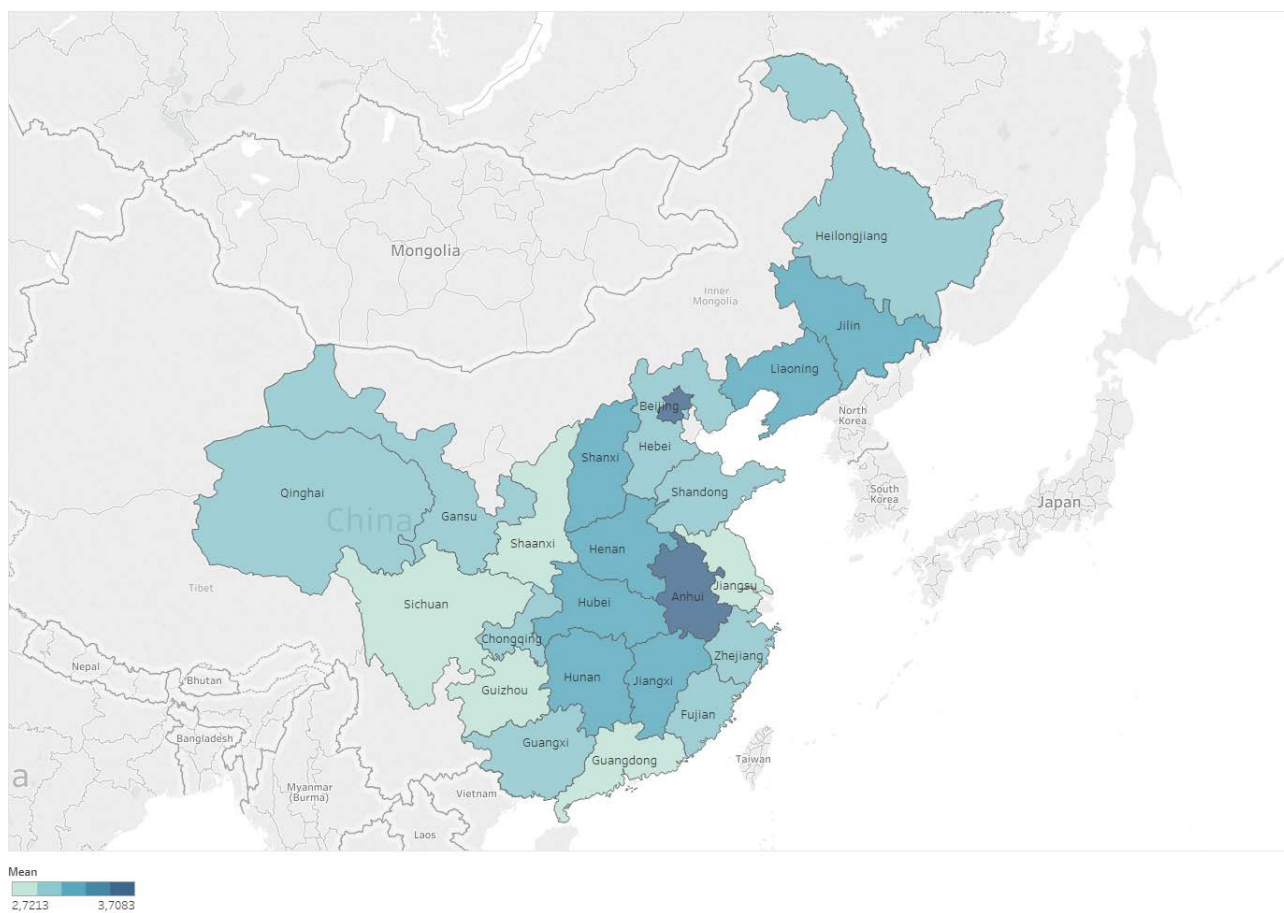 Heilongjiang
Mongolia
Inner
Mongolia
Jilin
Liaoning
Beijing
North
Korea
Hebei
Shanxi
Shandong
South
Korea
Japan
Qinghai
Gansu
China
Shaanxi
Henan
Tibet
Jiangsu
Anhui
Sichuan
Hubei
Chongqing
Zhejiang
Nepal
Bhutan
Guizhou
Hunan
Jiangxi
Fujian
Bangladesh
Guangxi
Guangdong
Taiwan
a
Myanmar
(Burma)
Vietnam
Laos
Mean
2,7213 3,7083